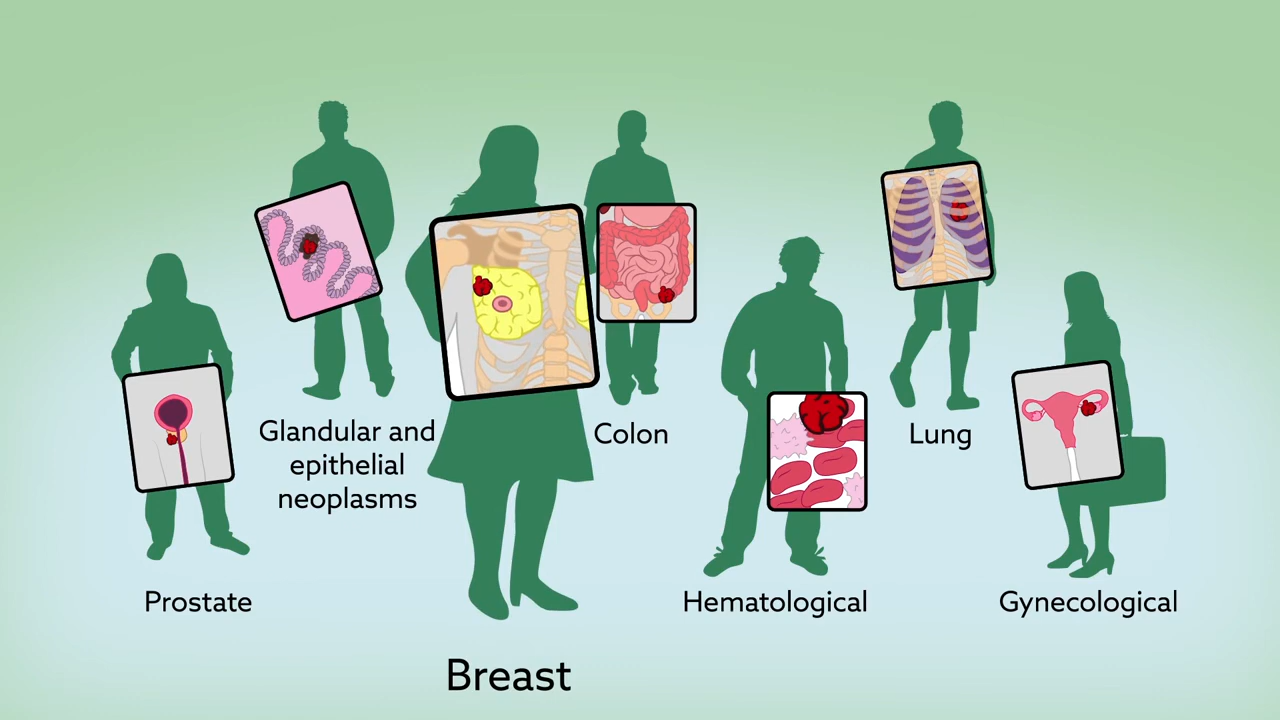 Glandular and
epithelial
neoplasms
Colon
Lung
Prostate
Hematological
Gynecological
Breast